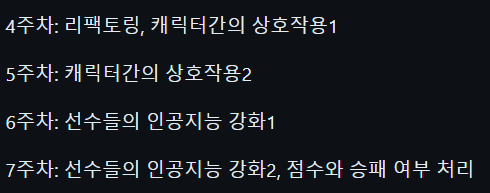 4주차: 리팩토링, 캐릭터간의 상호작용1
5주차: 캐릭터간의 상호작용2
6주차: 선수들의 인공지능 강화1
7주차: 선수들의 인공지능 강화2, 점수와 승패 여부 처리